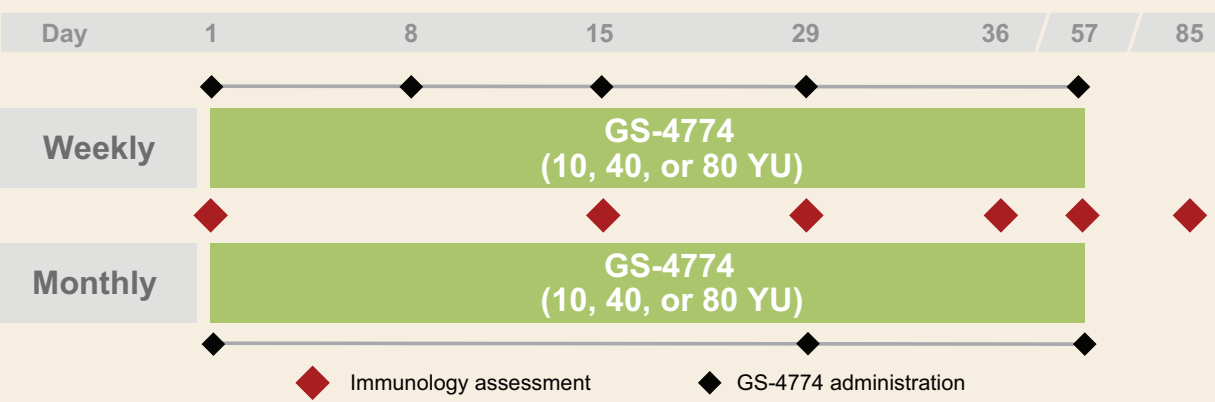 Day 1 8 15 29 36 57 85
Weekly
GS-4774
(10, 40, or 80 YU)
Monthly
GS-4774
(10, 40, or 80 YU)
Immunology assessment
GS-4774 administration